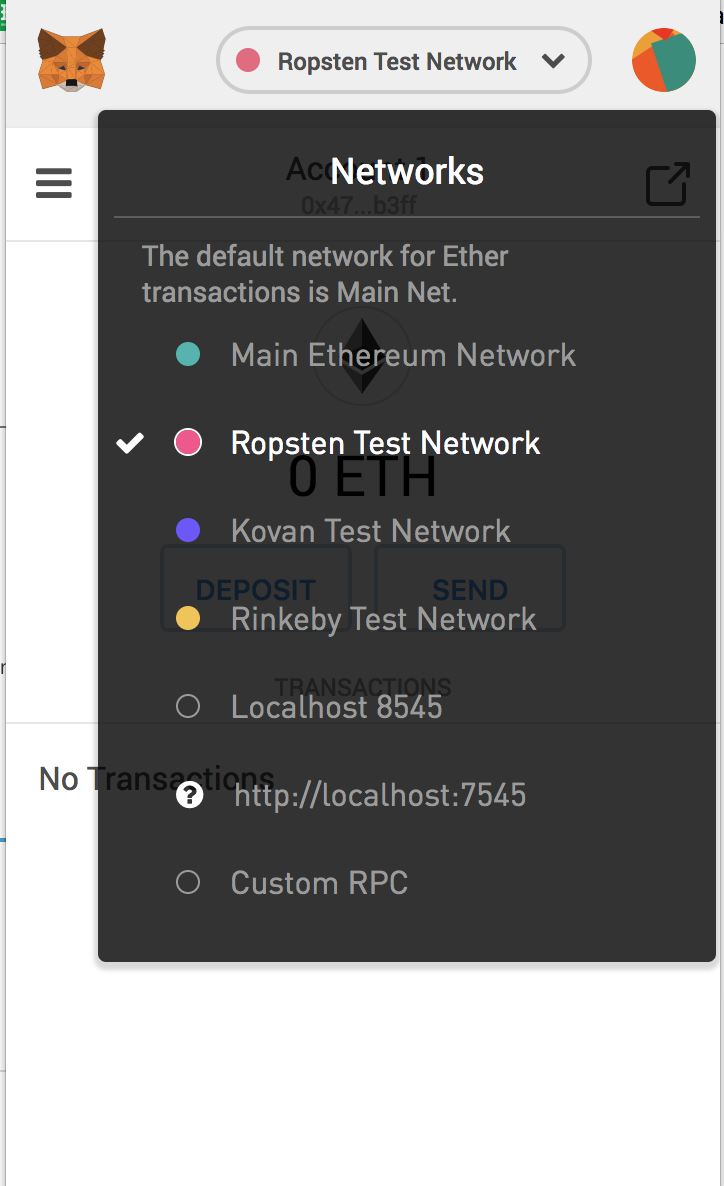 Ropsten Test Network
Account 1
Networks
0x47...b3ff
The default network for Ether
transactions is Main Net.
Main Ethereum Network
Ropsten Test Network
0 ETH
Kovan Test Network
DEPOSIT
SEND
Rinkeby Test Network
TRANSACTIONS
Localhost 8545
No Transactions
http://localhost:7545
Custom RPC